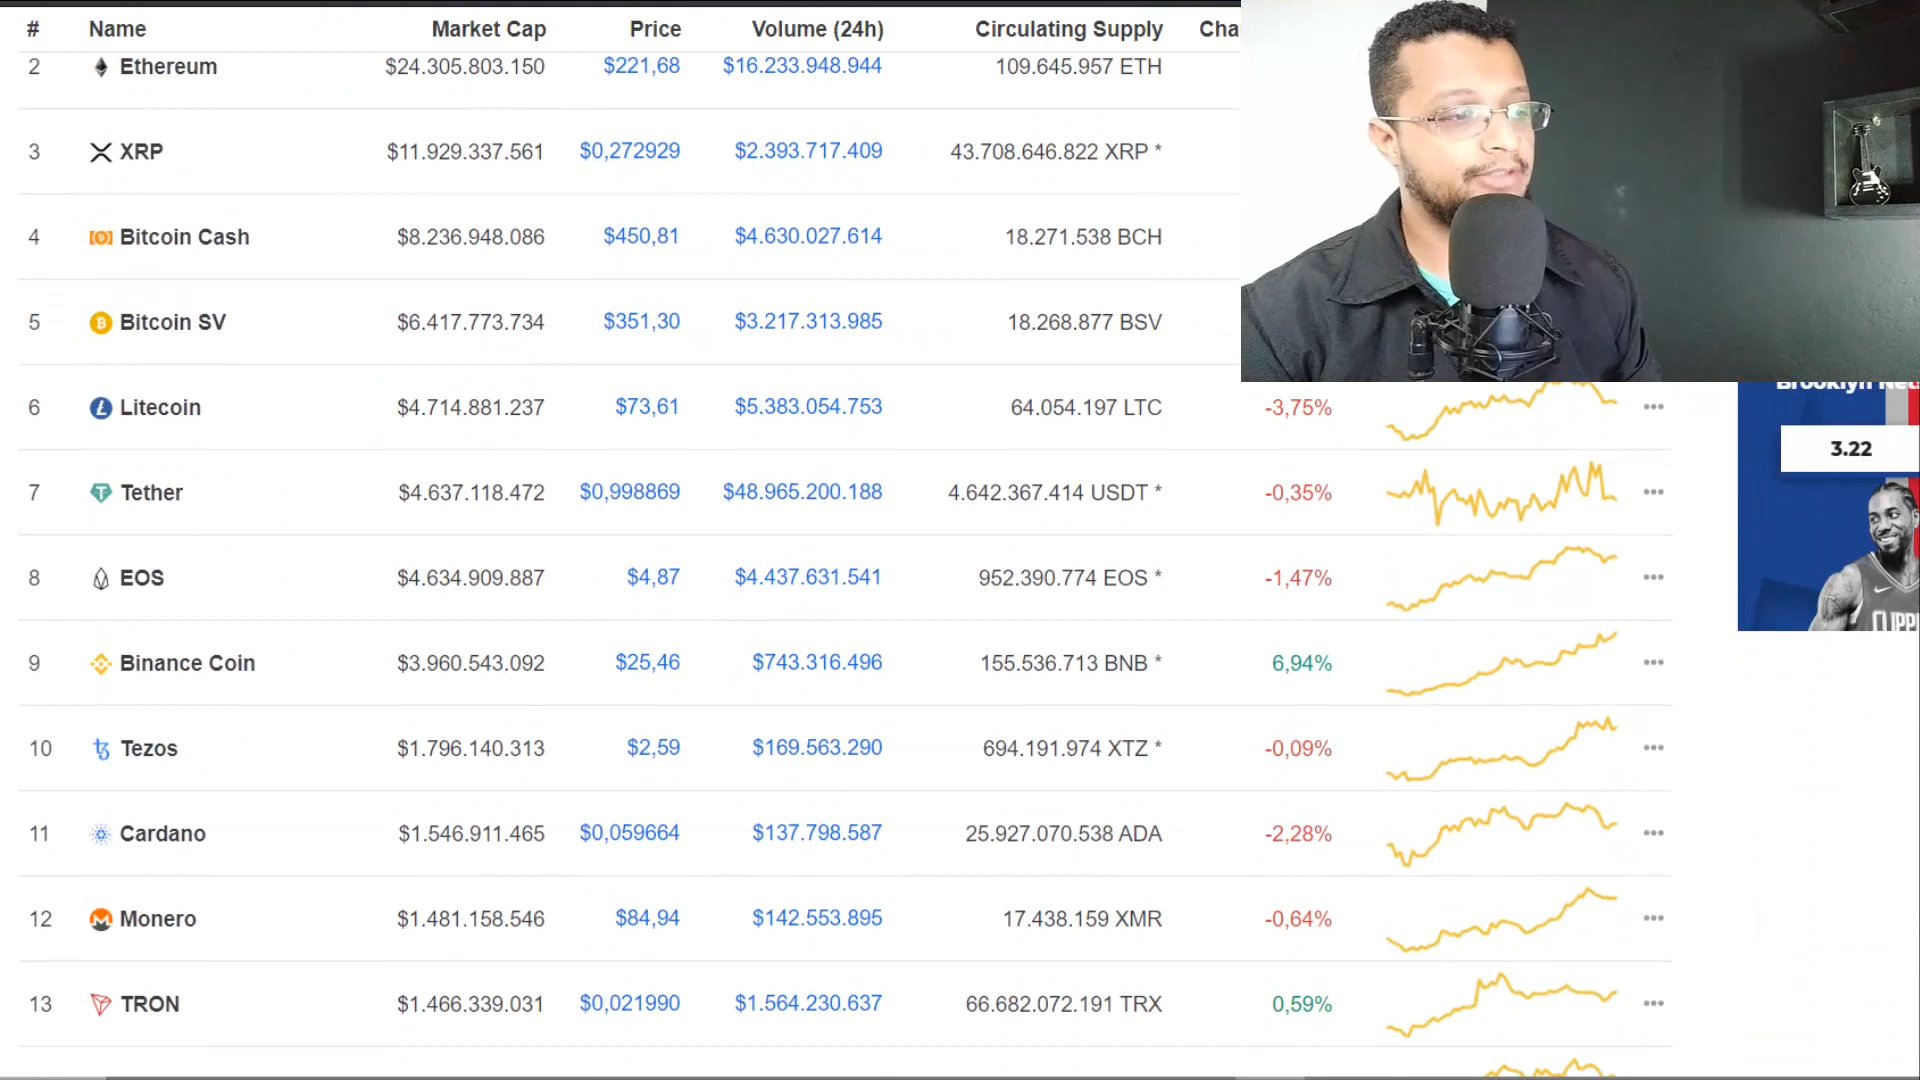 # Name Market Cap Price Volume (24h) Circulating Supply
2 Ethereum $24.305.803.150 $221,68 $16.233.948.944 109.645.957 ETH
3 XRP $11.929.337.561 $0,272929 $2.393.717.409 43.708.646.822 XRP *
4 Bitcoin Cash $8.236.948.086 $450,81 $4.630.027.614 18.271.538 BCH
5 Bitcoin SV $6.417.773.734 $351,30 $3.217.313.985 18.268.877 BSV
6 Litecoin $4.714.881.237 $73,61 $5.383.054.753 64.054.197 LTC -3,75%
Brooklyn
3.22
7 Tether $4.637.118.472 $0,998869 $48.965.200.188 4.642.367.414 USDT * -0,35%
8 EOS $4.634.909.887 $4,87 $4.437.631.541 952.390.774 EOS * -1,47%
9 Binance Coin $3.960.543.092 $25,46 $743.316.496 155.536.713 BNB * 6,94%
10 Tezos $1.796.140.313 $2,59 $169.563.290 694.191.974 XTZ * -0,09%
11 Cardano $1.546.911.465 $0,059664 $137.798.587 25.927.070.538 ADA -2,28%
12 Monero $1.481.158.546 $84,94 $142.553.895 17.438.159 XMR -0,64%
13 TRON $1.466.339.031 $0,021990 $1.564.230.637 66.682.072.191 TRX 0,59%